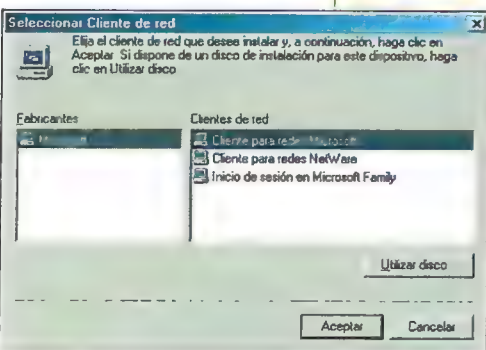 Seleccionar Cliente de red
Elija el cliente de red que desee instalar y, a continuación, haga clic en
Aceptar Si dispone de un disco de instalación para este dispositivo, haga
clic en Utilizar disco
Fabricantes
Clientes de red
Cliente para redes Microsoft
Cliente para redes NetWare
Inicio de sesión en Microsoft Family
Utilizar disco
Aceptar
Cancelar